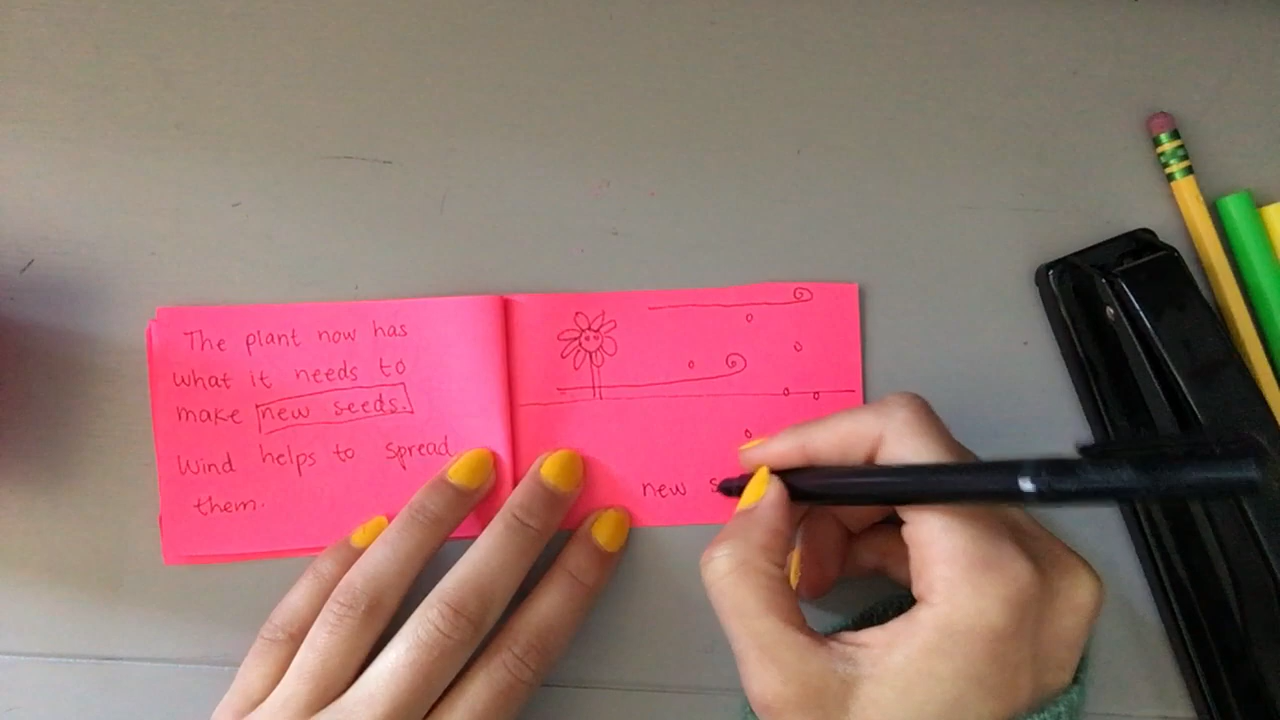 The plant now has
what it needs to
make new seeds.
Wind helps to spread
them.
new s